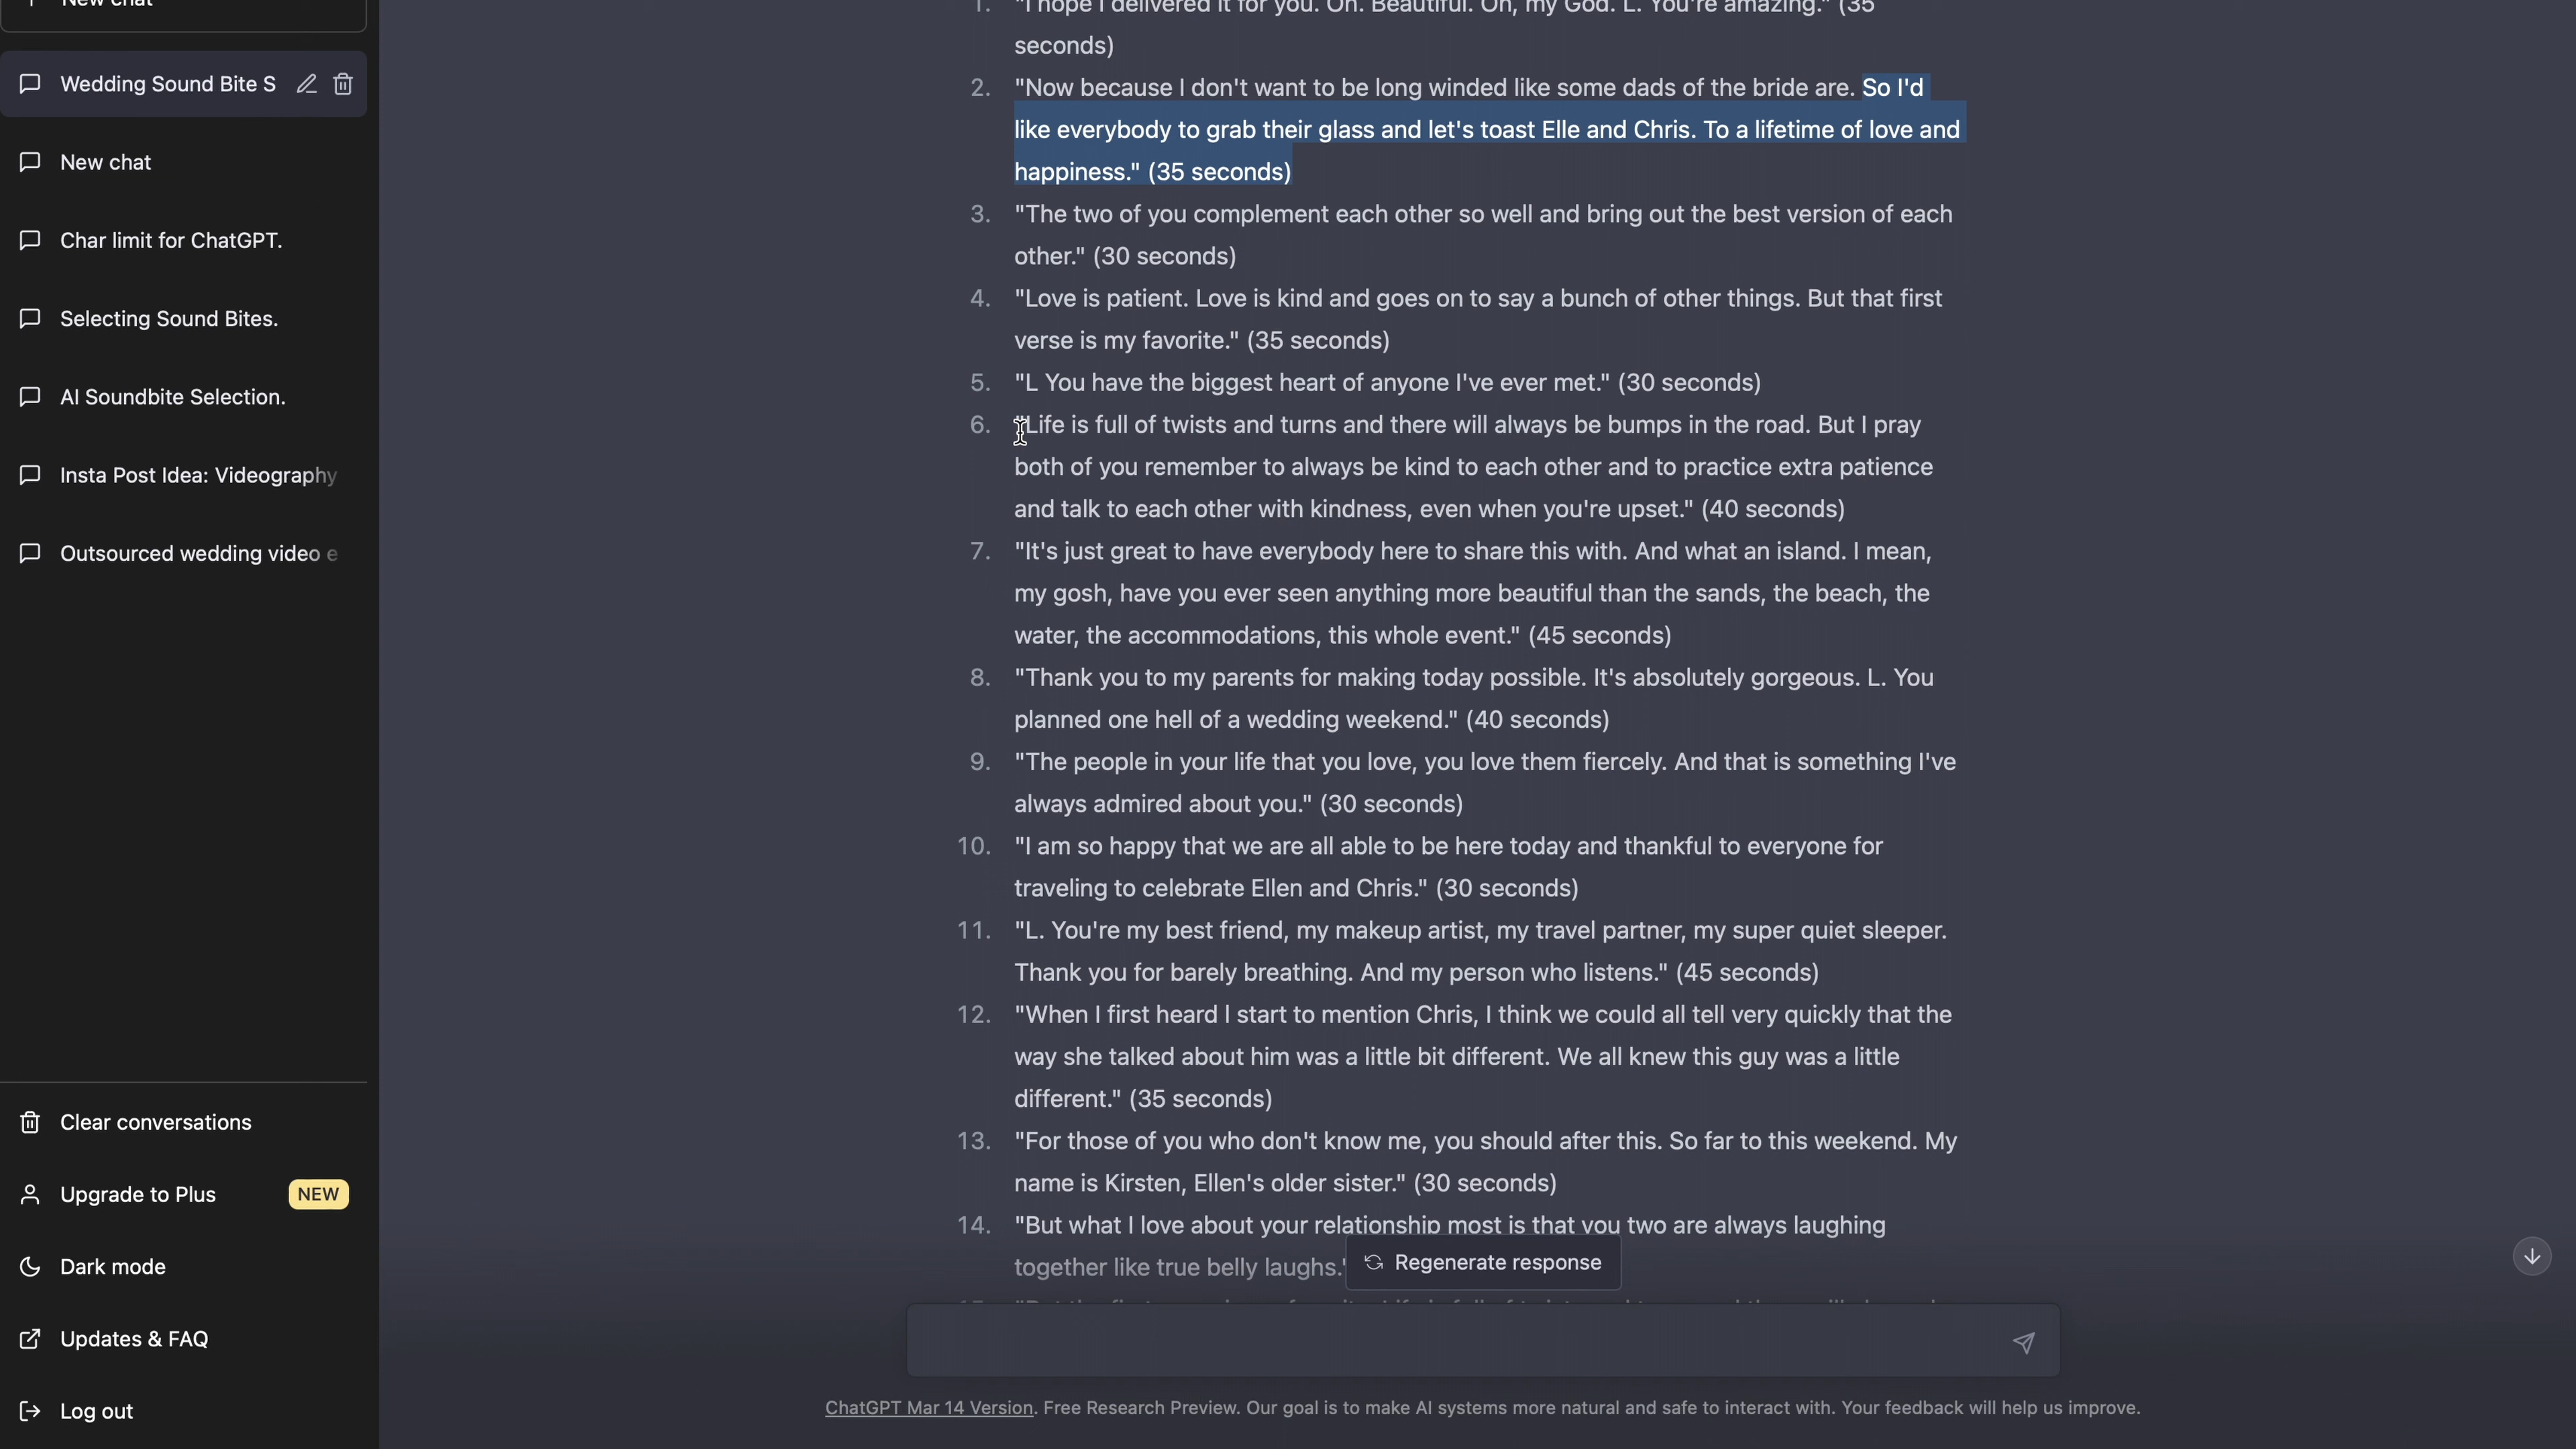 New chat
Wedding Sound Bite S
New chat
Char limit for ChatGPT.
Selecting Sound Bites.
AI Soundbite Selection.
Insta Post Idea: Videography
Outsourced wedding video e
Clear conversations
Upgrade to Plus NEW
Dark mode
Updates & FAQ
Log out
1. "I hope I delivered it for you. Oh. Beautiful. Oh, my God. L. You're amazing." (35
seconds)
2. "Now because I don't want to be long winded like some dads of the bride are. So I'd
like everybody to grab their glass and let's toast Elle and Chris. To a lifetime of love and
happiness." (35 seconds)
3. "The two of you complement each other so well and bring out the best version of each
other." (30 seconds)
4. "Love is patient. Love is kind and goes on to say a bunch of other things. But that first
verse is my favorite." (35 seconds)
5. "L You have the biggest heart of anyone I've ever met." (30 seconds)
6. "Life is full of twists and turns and there will always be bumps in the road. But I pray
both of you remember to always be kind to each other and to practice extra patience
and talk to each other with kindness, even when you're upset." (40 seconds)
7. "It's just great to have everybody here to share this with. And what an island. I mean,
my gosh, have you ever seen anything more beautiful than the sands, the beach, the
water, the accommodations, this whole event." (45 seconds)
8. "Thank you to my parents for making today possible. It's absolutely gorgeous. L. You
planned one hell of a wedding weekend." (40 seconds)
9. "The people in your life that you love, you love them fiercely. And that is something I've
always admired about you." (30 seconds)
10. "I am so happy that we are all able to be here today and thankful to everyone for
traveling to celebrate Ellen and Chris." (30 seconds)
11. "L. You're my best friend, my makeup artist, my travel partner, my super quiet sleeper.
Thank you for barely breathing. And my person who listens." (45 seconds)
12. "When I first heard I start to mention Chris, I think we could all tell very quickly that the
way she talked about him was a little bit different. We all knew this guy was a little
different." (35 seconds)
13. "For those of you who don't know me, you should after this. So far to this weekend. My
name is Kirsten, Ellen's older sister." (30 seconds)
14. "But what I love about your relationship most is that you two are always laughing
together like true belly laughs."
Regenerate response
ChatGPT Mar 14 Version. Free Research Preview. Our goal is to make AI systems more natural and safe to interact with. Your feedback will help us improve.